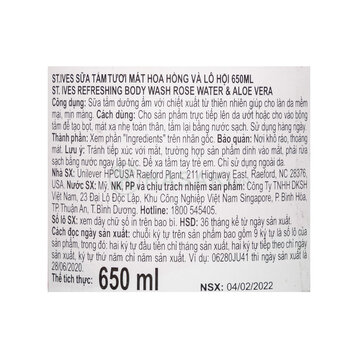 ST.IVES SỮA TẮM TƯƠI MÁT HOA HỒNG VÀ LÔ HỘI 650ML
ST. IVES REFRESHING BODY WASH ROSE WATER & ALOE VERA
Công dụng: Sữa tắm dưỡng ẩm với chiết xuất từ thiên nhiên giúp cho làn da mềm
mại, mịn màng. Cách dùng: Cho sản phẩm trực tiếp lên cơ thể hoặc cho vào bông
tắm để tạo bọt, mát xa nhẹ toàn thân, tắm lại bằng nước sạch. Sử dụng hàng ngày.
Thành phần: Xem phần "Ingredients" trên nhãn gốc. Bảo quản: Nơi khô ráo, thoáng
mát. Lưu ý: Tránh tiếp xúc với mắt, trường hợp sản phẩm dính vào mắt, phải rửa
sạch bằng nước ngay lập tức. Để xa tầm tay trẻ em. Chỉ sử dụng ngoài da.
Nhà SX: Unilever HPCUSA Raeford Plant, 100 Faberge Highway East, Raeford, NC 28376,
USA. Nước SX: Mỹ. NK, PP và chịu trách nhiệm sản phẩm: Công Ty TNHH DKSH
Việt Nam, 23 Đại Lộ Độc Lập, Khu Công Nghiệp Việt Nam Singapore, P. Bình Hòa,
TP. Thuận An, T. Bình Dương. Hotline: 1800 545405.
Số lô SX: xem dãy chữ số in trên bao bì. HSD: 36 tháng kể từ ngày sản xuất.
Cách đọc ngày sản xuất: chuỗi ký tự trên sản phẩm bao gồm 9 ký tự là số lô của
sản phẩm, trong đó: hai ký tự đầu tiên chỉ tháng sản xuất, hai ký tự tiếp theo chỉ ngày
sản xuất, hai ký tự kế tiếp chỉ năm sản xuất. Ví dụ: 06280JU41 thì ngày sản xuất là
28/06/2020.
Thể tích thực: 650 ml
NSX: 04/02/2022